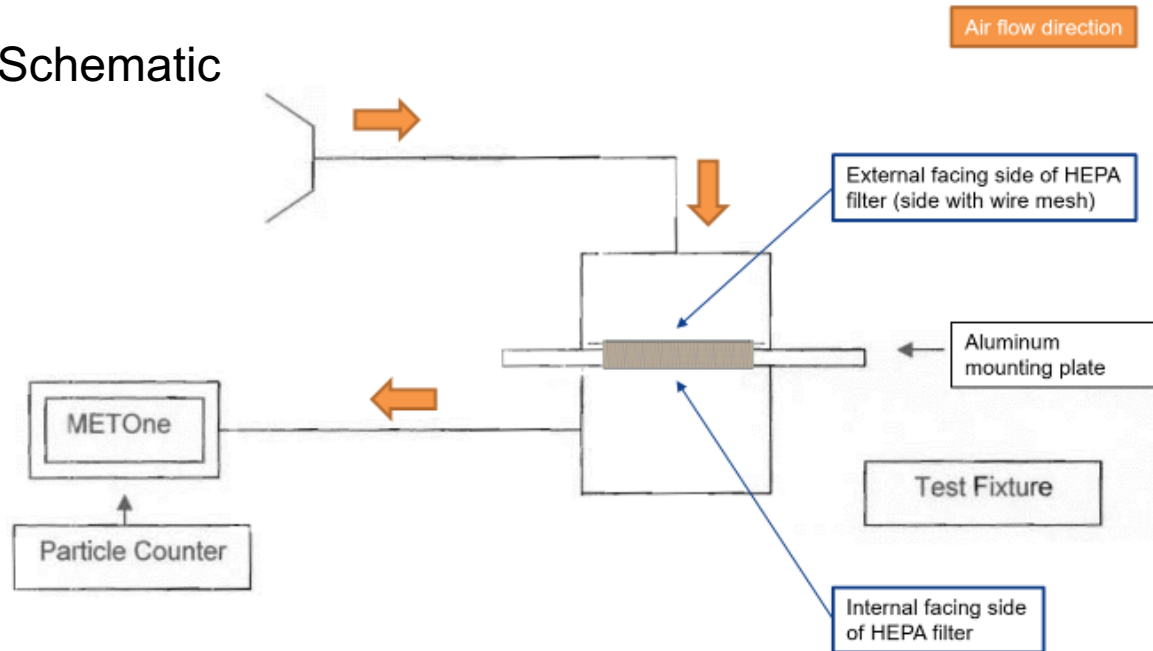 Air flow direction
Schematic
External facing side of HEPA
filter (side with wire mesh)
Aluminum
mounting plate
METOne
Test Fixture
Particle Counter
Internal facing side
of HEPA filter